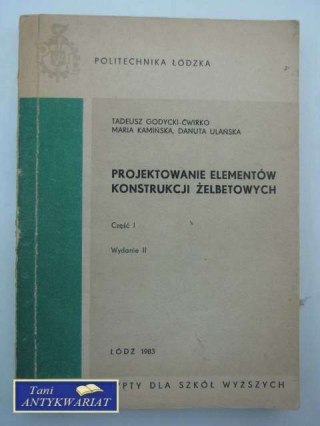 POLITECHNIKA ŁÓDZKA
TADEUSZ GODYCKI-ĆWIRKO
MARIA KAMIŃSKA, DANUTA ULAŃSKA
PROJEKTOWANIE ELEMENTÓW
KONSTRUKCJI ŻELBETOWYCH
Część I
Wydanie II
ŁÓDŹ 1983
YPTY DLA SZKÓŁ WYŻSZYCH
Tani
ANTYKWARIAT